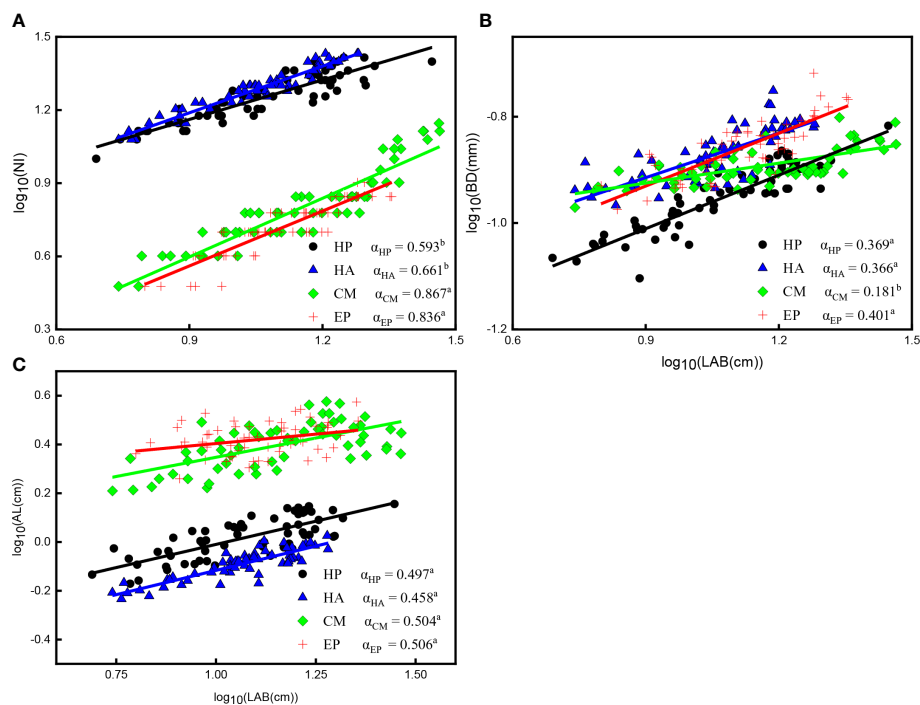 A
1.5
1.2
0.9
0.6
0.3
log10(NI)
0.6 0.9 1.2 1.5
HP αHP = 0.593b
HA αHA = 0.661b
CM αCM = 0.867a
EP αEP = 0.836a
B
-0.8
-1.0
-1.2
log10(BD(mm))
0.6 0.9 1.2 1.5
log10(LAB(cm))
HP αHP = 0.369a
HA αHA = 0.366a
CM αCM = 0.181b
EP αEP = 0.401a
C
0.6
0.4
0.2
0.0
-0.2
-0.4
log10(AL(cm))
0.75 1.00 1.25 1.50
log10(LAB(cm))
HP αHP = 0.497a
HA αHA = 0.458a
CM αCM = 0.504a
EP αEP = 0.506a